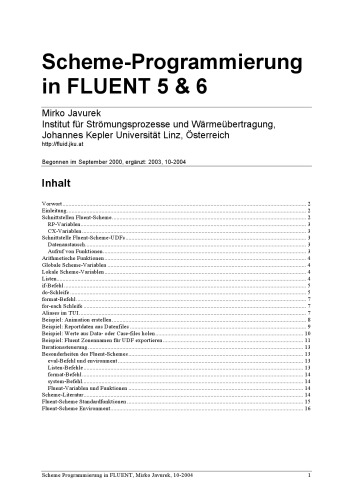 Scheme-Programmierung
in FLUENT 5 & 6
Mirko Javurek
Institut für Strömungsprozesse und Wärmeübertragung,
Johannes Kepler Universität Linz, Österreich
http://fluid.jku.at
Begonnen im September 2000, ergänzt: 2003, 10-2004
Inhalt
Vorwort 2
Einleitung 2
Schnittstellen Fluent-Scheme 2
RP-Variablen 3
CX-Variablen 3
Schnittstelle Fluent-Scheme-UDFs 3
Datenaustausch 3
Aufruf von Funktionen 3
Arithmetische Funktionen 4
Globale Scheme-Variablen 4
Lokale Scheme-Variablen 4
Listen 4
if-Befehl 5
do-Schleife 5
format-Befehl 7
for-each Schleife 7
Aliases im TUI 7
Beispiel: Animation erstellen 8
Beispiel: Reportdaten aus Datenfiles 9
Beispiel: Werte aus Data- oder Case-files holen 10
Beispiel: Fluent Zonennamen für UDF exportieren 11
Iterationssteuerung 13
Besonderheiten des Fluent-Schemes 13
eval-Befehl und environment 13
Listen-Befehle 13
format-Befehl 14
system-Befehl 14
Fluent-Variablen und Funktionen 14
Scheme-Literatur 14
Fluent-Scheme Standardfunktionen 15
Fluent-Scheme Environment 16
Scheme Programmierung in FLUENT, Mirko Javurek, 10-2004 1